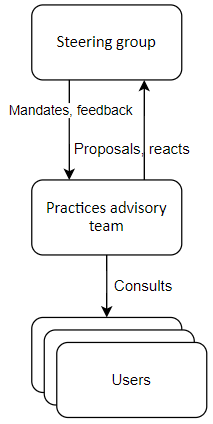 Steering group
Mandates, feedback
Proposals, reacts
Practices advisory
team
Consults
Users